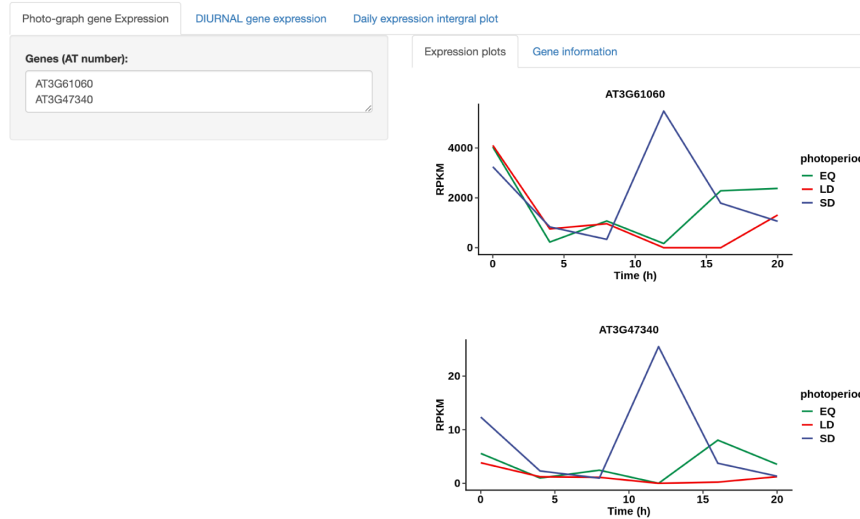 Photo-graph gene Expression
DIURNAL gene expression
Daily expression intergral plot
Genes (AT number):
AT3G61060
AT3G47340
Expression plots
Gene information
AT3G61060
RPKM
4000
2000
0
0 5 10 15 20
Time (h)
photoperiod
EQ
LD
SD
AT3G47340
RPKM
20
10
0
0 5 10 15 20
Time (h)
photoperiod
EQ
LD
SD